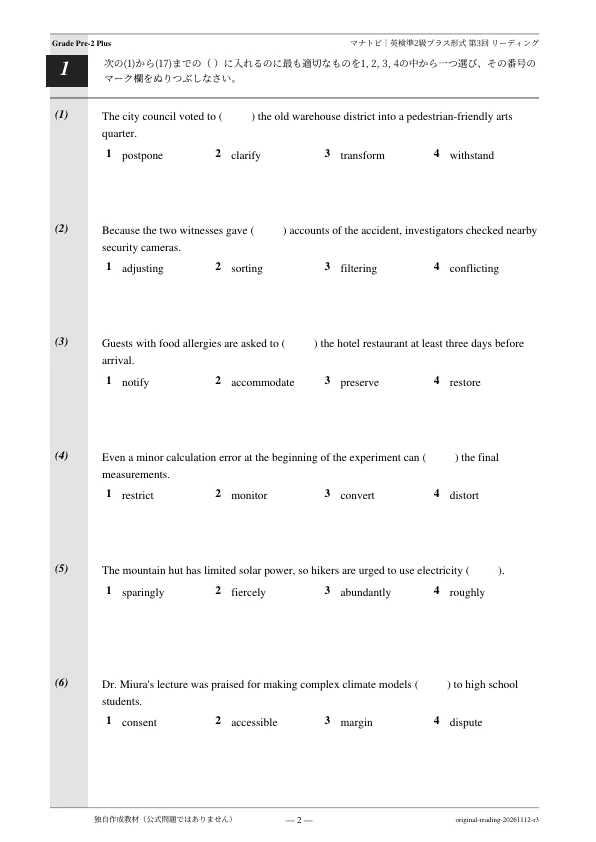 Grade Pre-2 Plus
マナトビ｜英検準2級プラス形式 第3回 リーディング
1
次の(1)から(17)までの（ ）に入れるのに最も適切なものを1, 2, 3, 4の中から一つ選び、その番号の
マーク欄をぬりつぶしなさい。
(1)
The city council voted to ( ) the old warehouse district into a pedestrian-friendly arts
quarter.
1 postpone 2 clarify 3 transform 4 withstand
(2)
Because the two witnesses gave ( ) accounts of the accident, investigators checked nearby
security cameras.
1 adjusting 2 sorting 3 filtering 4 conflicting
(3)
Guests with food allergies are asked to ( ) the hotel restaurant at least three days before
arrival.
1 notify 2 accommodate 3 preserve 4 restore
(4)
Even a minor calculation error at the beginning of the experiment can ( ) the final
measurements.
1 restrict 2 monitor 3 convert 4 distort
(5)
The mountain hut has limited solar power, so hikers are urged to use electricity ( ).
1 sparingly 2 fiercely 3 abundantly 4 roughly
(6)
Dr. Miura's lecture was praised for making complex climate models ( ) to high school
students.
1 consent 2 accessible 3 margin 4 dispute
独自作成教材（公式問題ではありません）
— 2 —
original-reading-20261112-r3